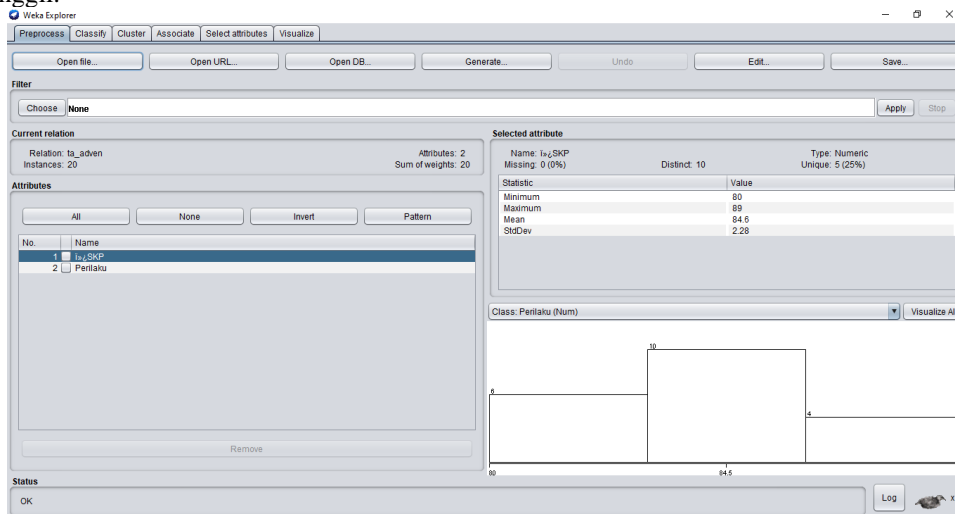 Weka Explorer
Preprocess Classify Cluster Associate Select attributes Visualize
Open file... Open URL... Open DB... Generate... Undo Edit... Save...
Filter
Choose None Apply Stop
Current relation
Relation: ta_adven Attributes: 2
Instances: 20 Sum of weights: 20
Selected attribute
Name: ï»¿SKP Type: Numeric
Missing: 0 (0%) Distinct: 10 Unique: 5 (25%)
Statistic Value
Minimum 80
Maximum 89
Mean 84.6
StdDev 2.28
Attributes
All None Invert Pattern
No. Name
1 ï»¿SKP
2 Perilaku
Remove
Class: Perilaku (Num) Visualize Al
6
10
4
80 84.5
Status
OK
Log x